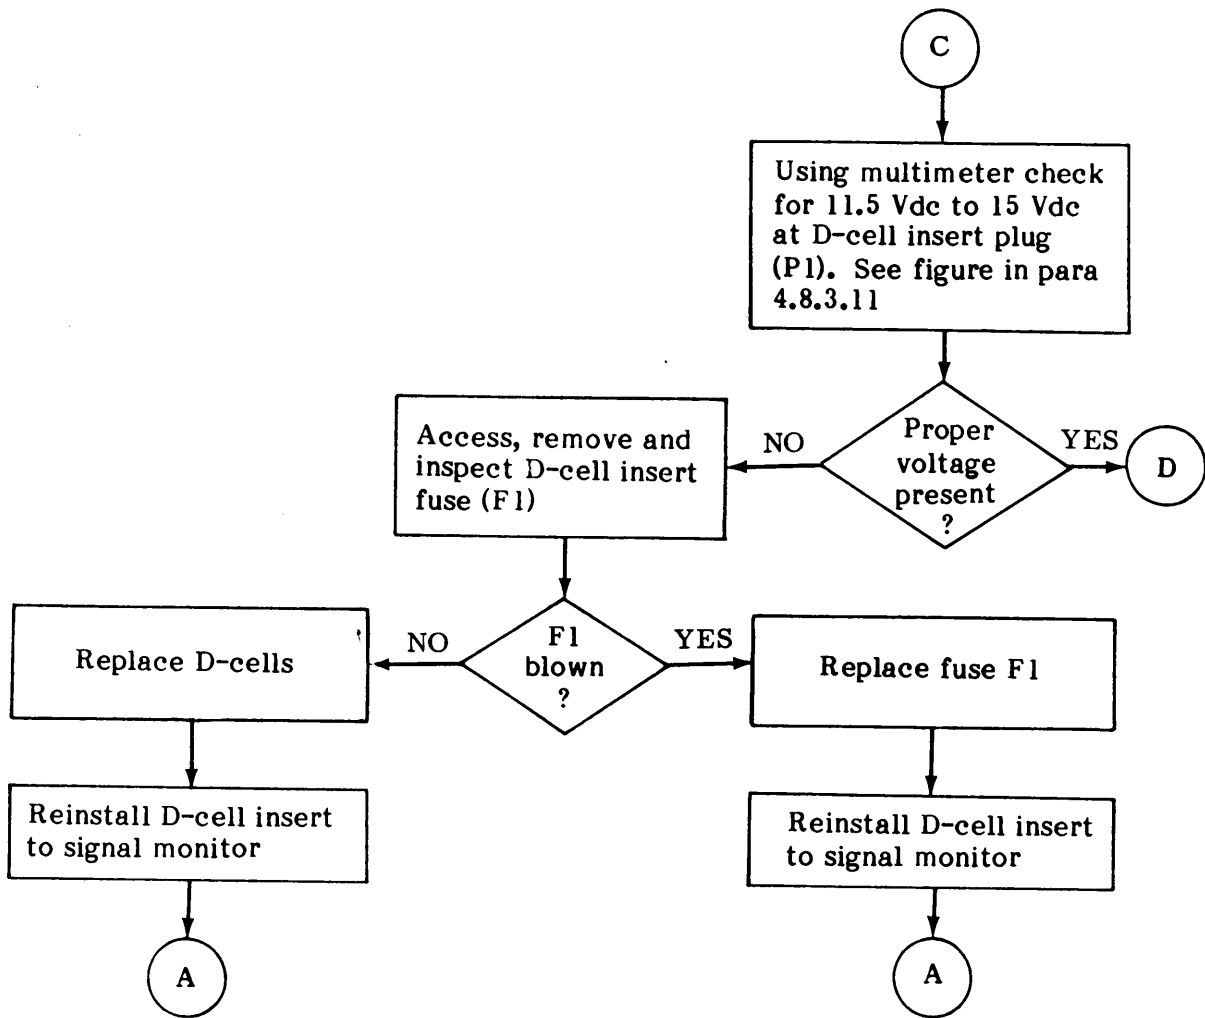 C
Using multimeter check
for 11.5 Vdc to 15 Vdc
at D-cell insert plug
(P1). See figure in para
4.8.3.11
Proper
voltage
present
?
NO
YES
D
Access, remove and
inspect D-cell insert
fuse (F1)
F1
blown
?
NO
YES
Replace D-cells
Replace fuse F1
Reinstall D-cell insert
to signal monitor
Reinstall D-cell insert
to signal monitor
A
A